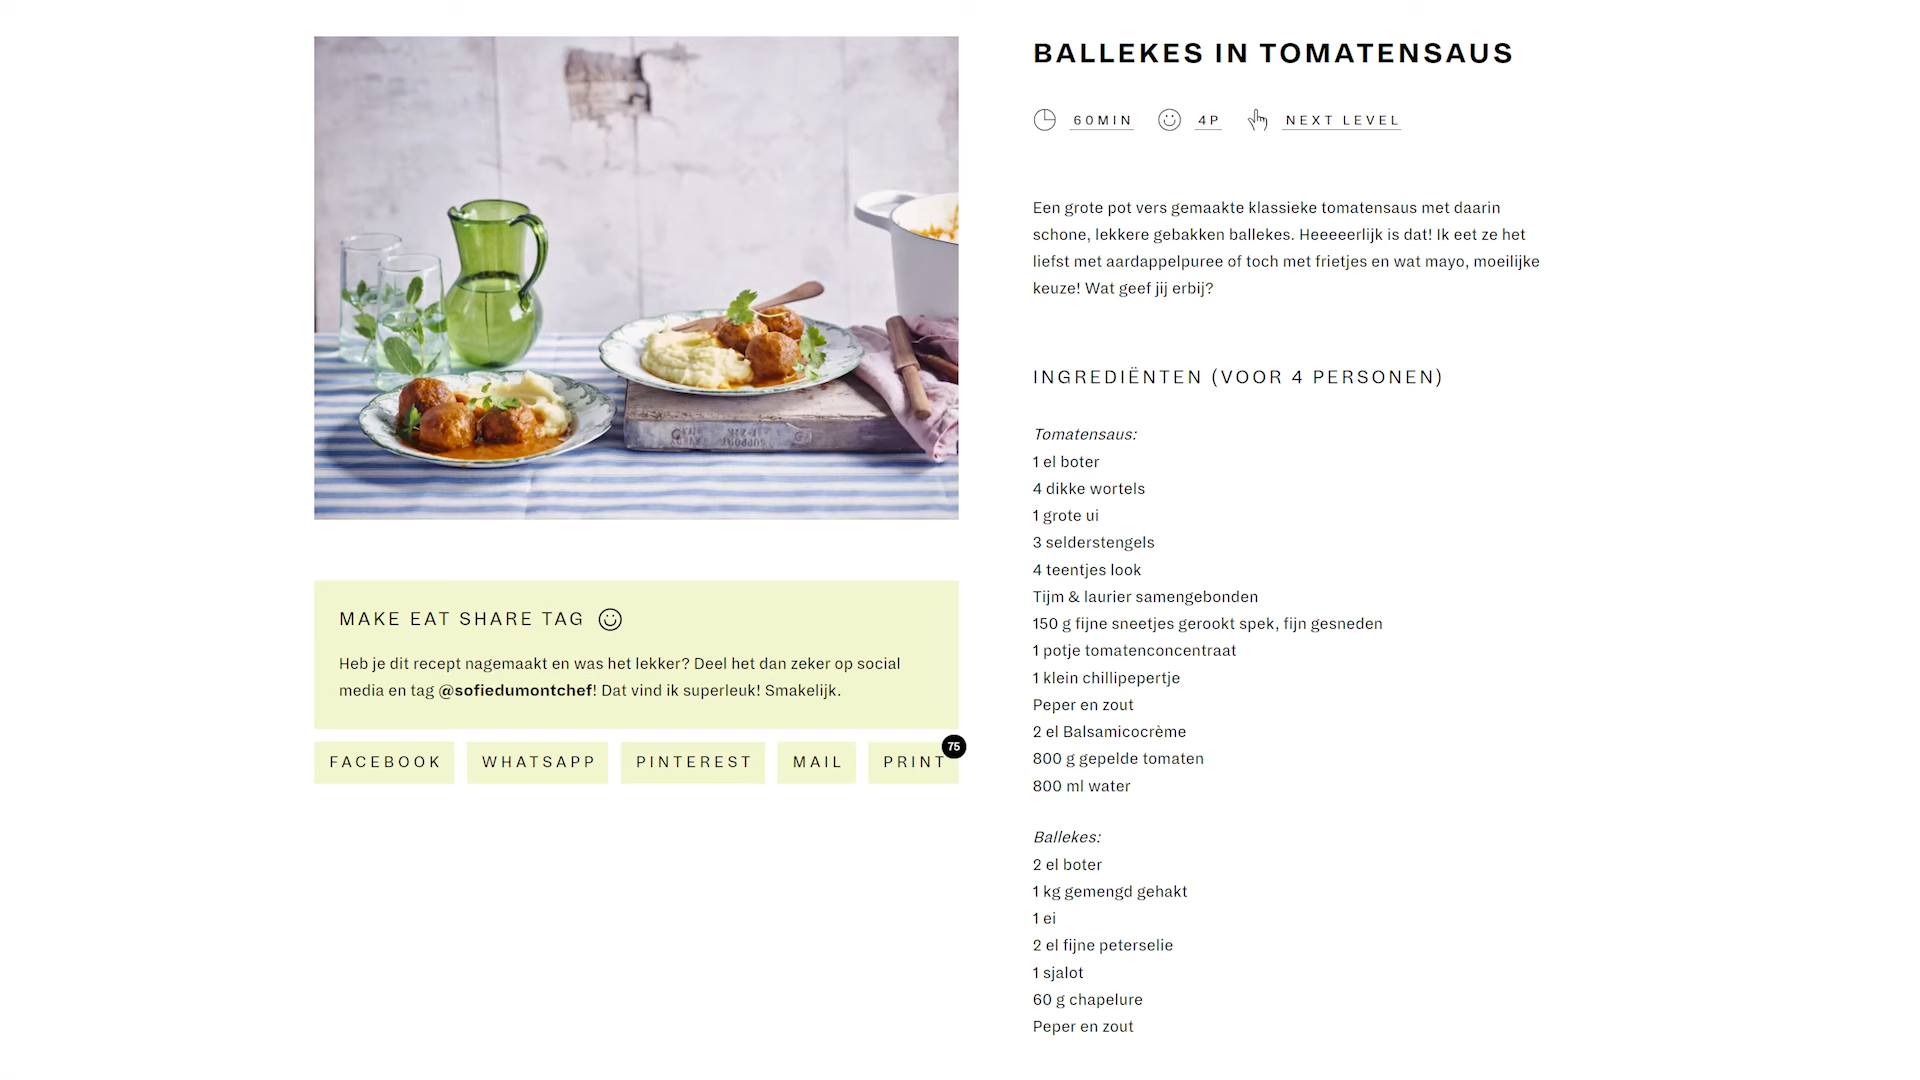 BALLEKES IN TOMATENSAUS
60MIN 4P NEXT LEVEL
Een grote pot vers gemaakte klassieke tomatensaus met daarin
schone, lekkere gebakken ballekes. Heeeeerlijk is dat! Ik eet ze het
liefst met aardappelpuree of toch met frietjes en wat mayo, moeilijke
keuze! Wat geef jij erbij?
INGREDIËNTEN (VOOR 4 PERSONEN)
Tomatensaus:
1 el boter
4 dikke wortels
1 grote ui
3 selderstengels
4 teentjes look
Tijm & laurier samengebonden
150 g fijne sneetjes gerookt spek, fijn gesneden
1 potje tomatenconcentraat
1 klein chillipepertje
Peper en zout
2 el Balsamicocrème
800 g gepelde tomaten
800 ml water
Ballekes:
2 el boter
1 kg gemengd gehakt
1 ei
2 el fijne peterselie
1 sjalot
60 g chapelure
Peper en zout
MAKE EAT SHARE TAG
Heb je dit recept nagemaakt en was het lekker? Deel het dan zeker op social
media en tag @sofiedumontchef! Dat vind ik superleuk! Smakelijk.
FACEBOOK WHATSAPP PINTEREST MAIL PRINT 75